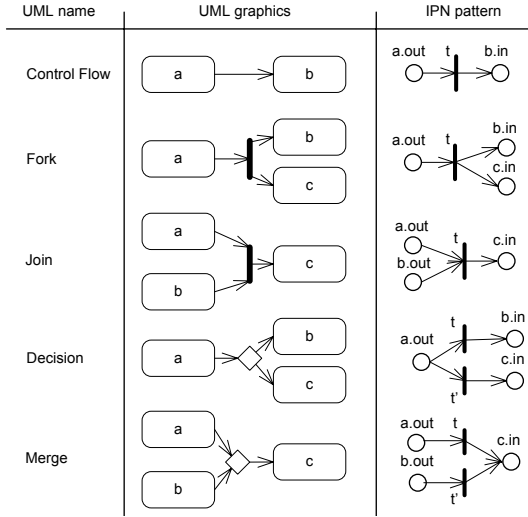 UML name UML graphics IPN pattern
Control Flow a b a.out t b.in
Fork a b c a.out t b.in c.in
Join a b c a.out b.out t c.in
Decision a b c a.out t t' b.in c.in
Merge a b c a.out b.out t t' c.in